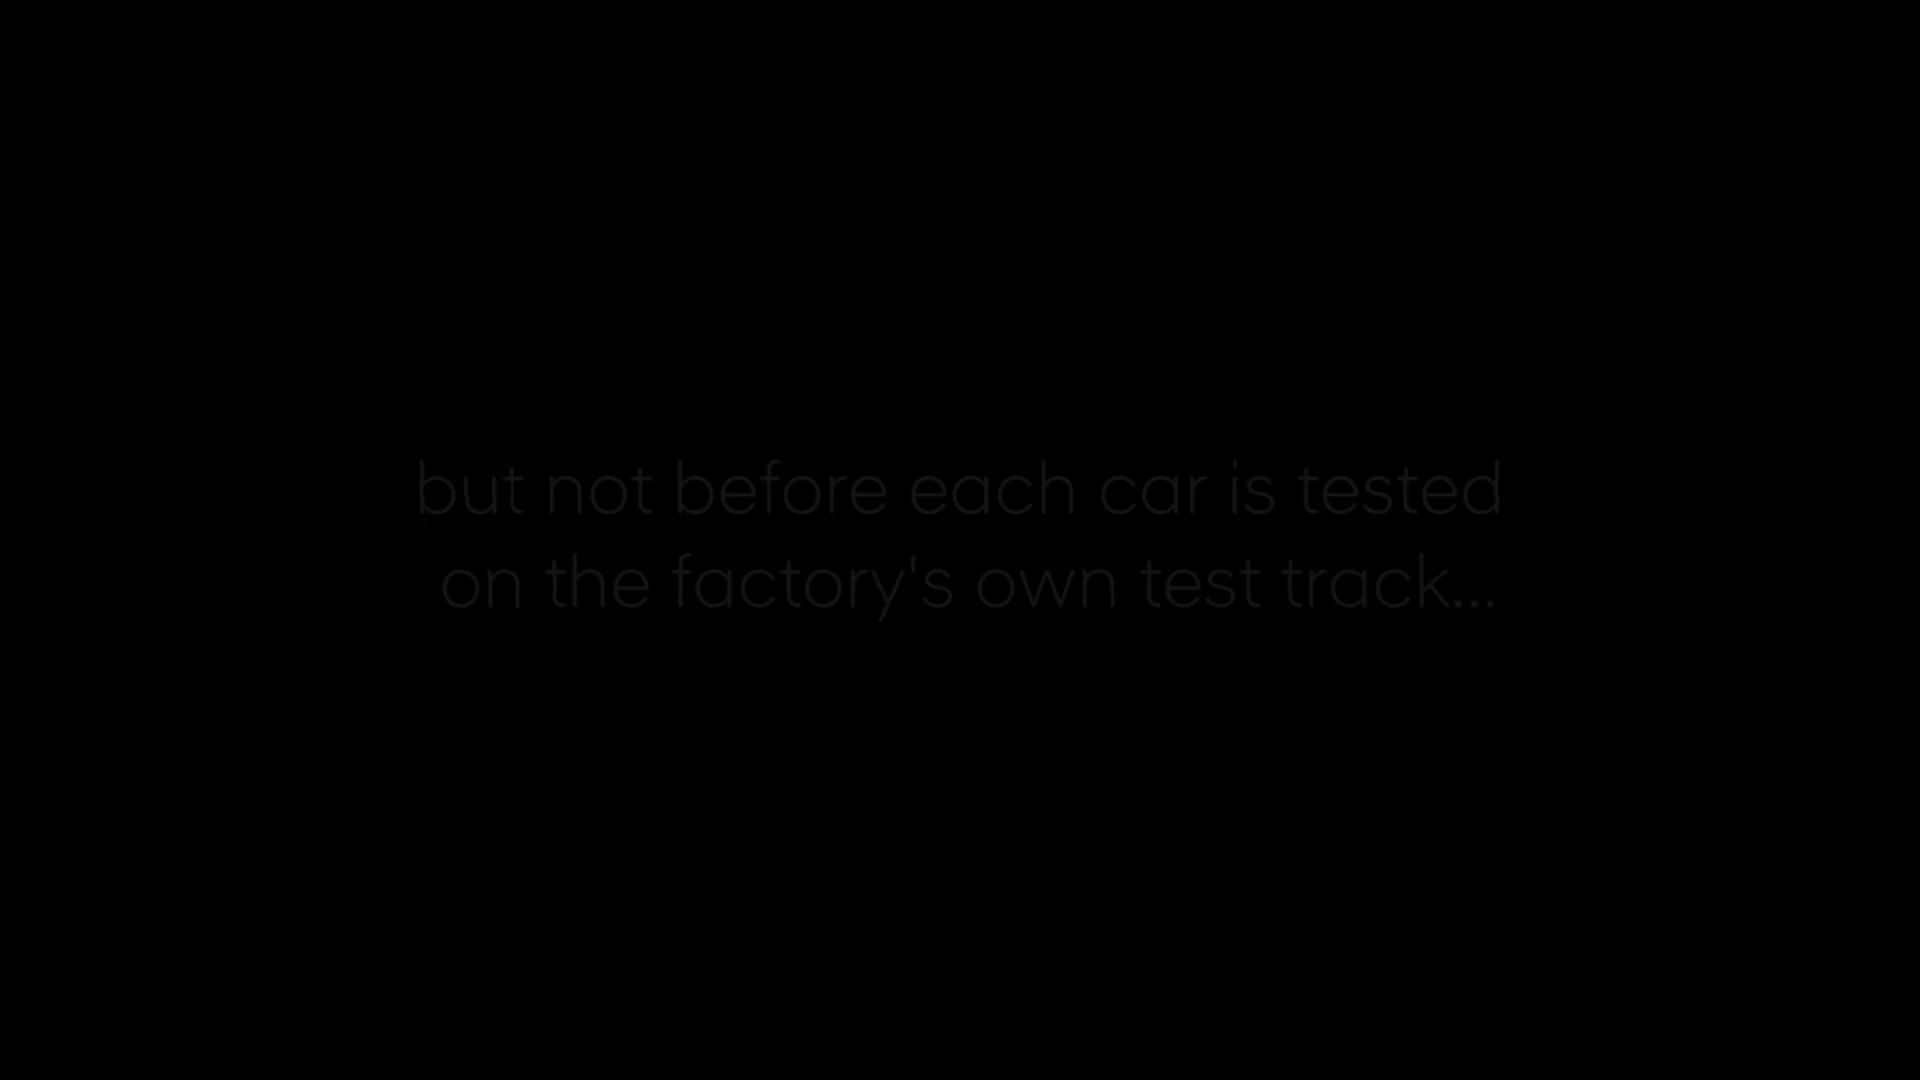 but not before each car is tested
on the factory's own test track...